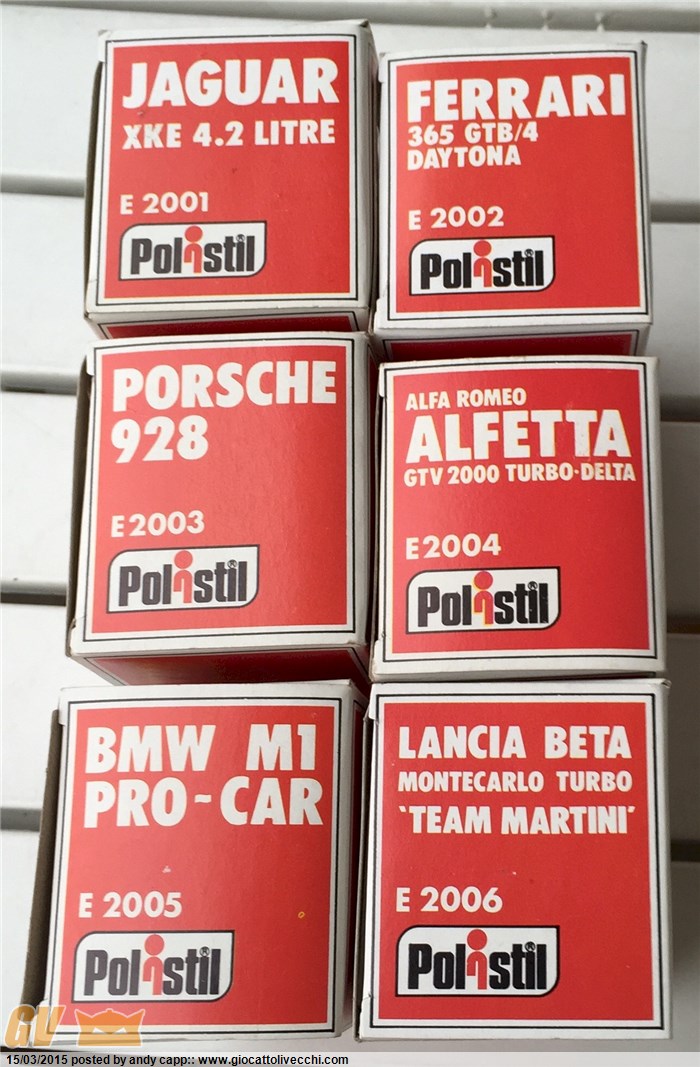 JAGUAR
XKE 4.2 LITRE
E 2001
Polistil®
FERRARI
365 GTB/4
DAYTONA
E 2002
Polistil®
PORSCHE
928
E 2003
Polistil®
ALFA ROMEO
ALFETTA
GTV 2000 TURBO-DELTA
E 2004
Polistil®
BMW M1
PRO-CAR
E 2005
Polistil®
LANCIA BETA
MONTECARLO TURBO
'TEAM MARTINI'
E 2006
Polistil®
GV
15/03/2015 posted by andy capp:: www.giocattolivecchi.com